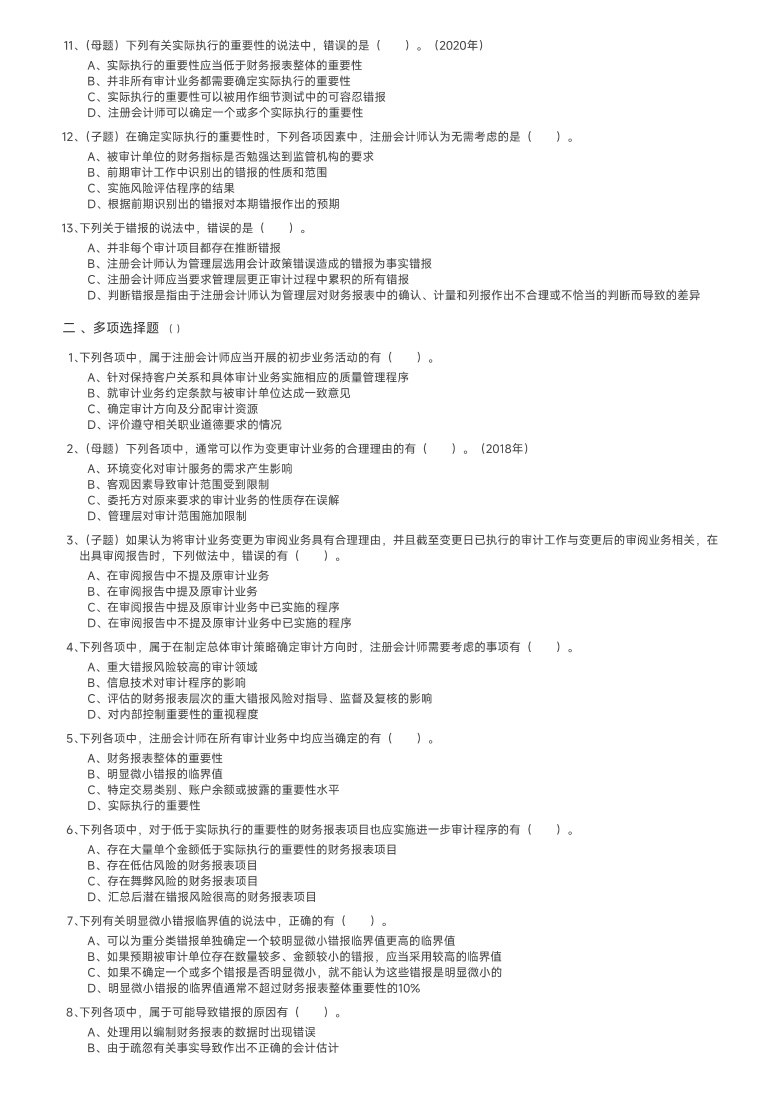 11、（母题）下列有关实际执行的重要性的说法中，错误的是（　　）。（2020年）
A、实际执行的重要性应当低于财务报表整体的重要性
B、并非所有审计业务都需要确定实际执行的重要性
C、实际执行的重要性可以被用作细节测试中的可容忍错报
D、注册会计师可以确定一个或多个实际执行的重要性
12、（子题）在确定实际执行的重要性时，下列各项因素中，注册会计师认为无需考虑的是（　　）。
A、被审计单位的财务指标是否勉强达到监管机构的要求
B、前期审计工作中识别出的错报的性质和范围
C、实施风险评估程序的结果
D、根据前期识别出的错报对本期错报作出的预期
13、下列关于错报的说法中，错误的是（　　）。
A、并非每个审计项目都存在推断错报
B、注册会计师认为管理层选用会计政策错误造成的错报为事实错报
C、注册会计师应当要求管理层更正审计过程中累积的所有错报
D、判断错报是指由于注册会计师认为管理层对财务报表中的确认、计量和列报作出不合理或不恰当的判断而导致的差异
二 、多项选择题 （ ）
1、下列各项中，属于注册会计师应当开展的初步业务活动的有（　　）。
A、针对保持客户关系和具体审计业务实施相应的质量管理程序
B、就审计业务约定条款与被审计单位达成一致意见
C、确定审计方向及分配审计资源
D、评价遵守相关职业道德要求的情况
2、（母题）下列各项中，通常可以作为变更审计业务的合理理由的有（　　）。（2018年）
A、环境变化对审计服务的需求产生影响
B、客观因素导致审计范围受到限制
C、委托方对原来要求的审计业务的性质存在误解
D、管理层对审计范围施加限制
3、（子题）如果认为将审计业务变更为审阅业务具有合理理由，并且截至变更日已执行的审计工作与变更后的审阅业务相关，在
出具审阅报告时，下列做法中，错误的有（　　）。
A、在审阅报告中不提及原审计业务
B、在审阅报告中提及原审计业务
C、在审阅报告中提及原审计业务中已实施的程序
D、在审阅报告中不提及原审计业务中已实施的程序
4、下列各项中，属于在制定总体审计策略确定审计方向时，注册会计师需要考虑的事项有（　　）。
A、重大错报风险较高的审计领域
B、信息技术对审计程序的影响
C、评估的财务报表层次的重大错报风险对指导、监督及复核的影响
D、对内部控制重要性的重视程度
5、下列各项中，注册会计师在所有审计业务中均应当确定的有（　　）。
A、财务报表整体的重要性
B、明显微小错报的临界值
C、特定交易类别、账户余额或披露的重要性水平
D、实际执行的重要性
6、下列各项中，对于低于实际执行的重要性的财务报表项目也应实施进一步审计程序的有（　　）。
A、存在大量单个金额低于实际执行的重要性的财务报表项目
B、存在低估风险的财务报表项目
C、存在舞弊风险的财务报表项目
D、汇总后潜在错报风险很高的财务报表项目
7、下列有关明显微小错报临界值的说法中，正确的有（　　）。
A、可以为重分类错报单独确定一个较明显微小错报临界值更高的临界值
B、如果预期被审计单位存在数量较多、金额较小的错报，应当采用较高的临界值
C、如果不确定一个或多个错报是否明显微小，就不能认为这些错报是明显微小的
D、明显微小错报的临界值通常不超过财务报表整体重要性的10%
8、下列各项中，属于可能导致错报的原因有（　　）。
A、处理用以编制财务报表的数据时出现错误
B、由于疏忽有关事实导致作出不正确的会计估计